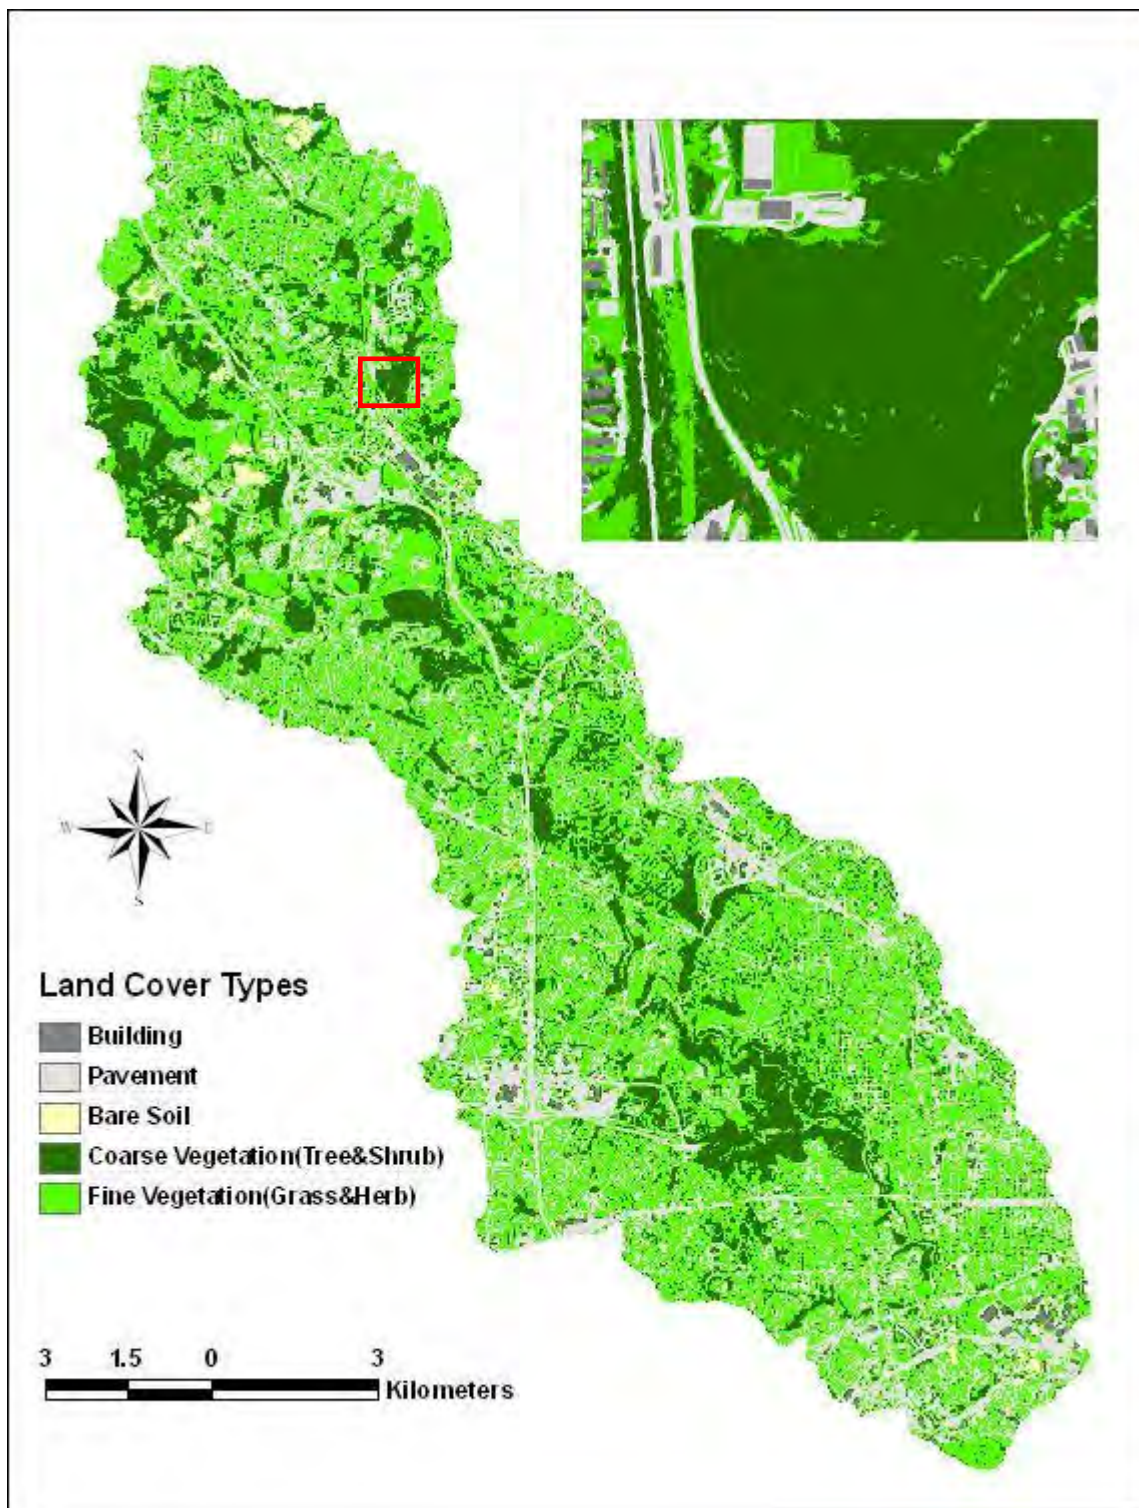 N
W E
S
Land Cover Types
Building
Pavement
Bare Soil
Coarse Vegetation(Tree&Shrub)
Fine Vegetation(Grass&Herb)
3 1.5 0 3
Kilometers